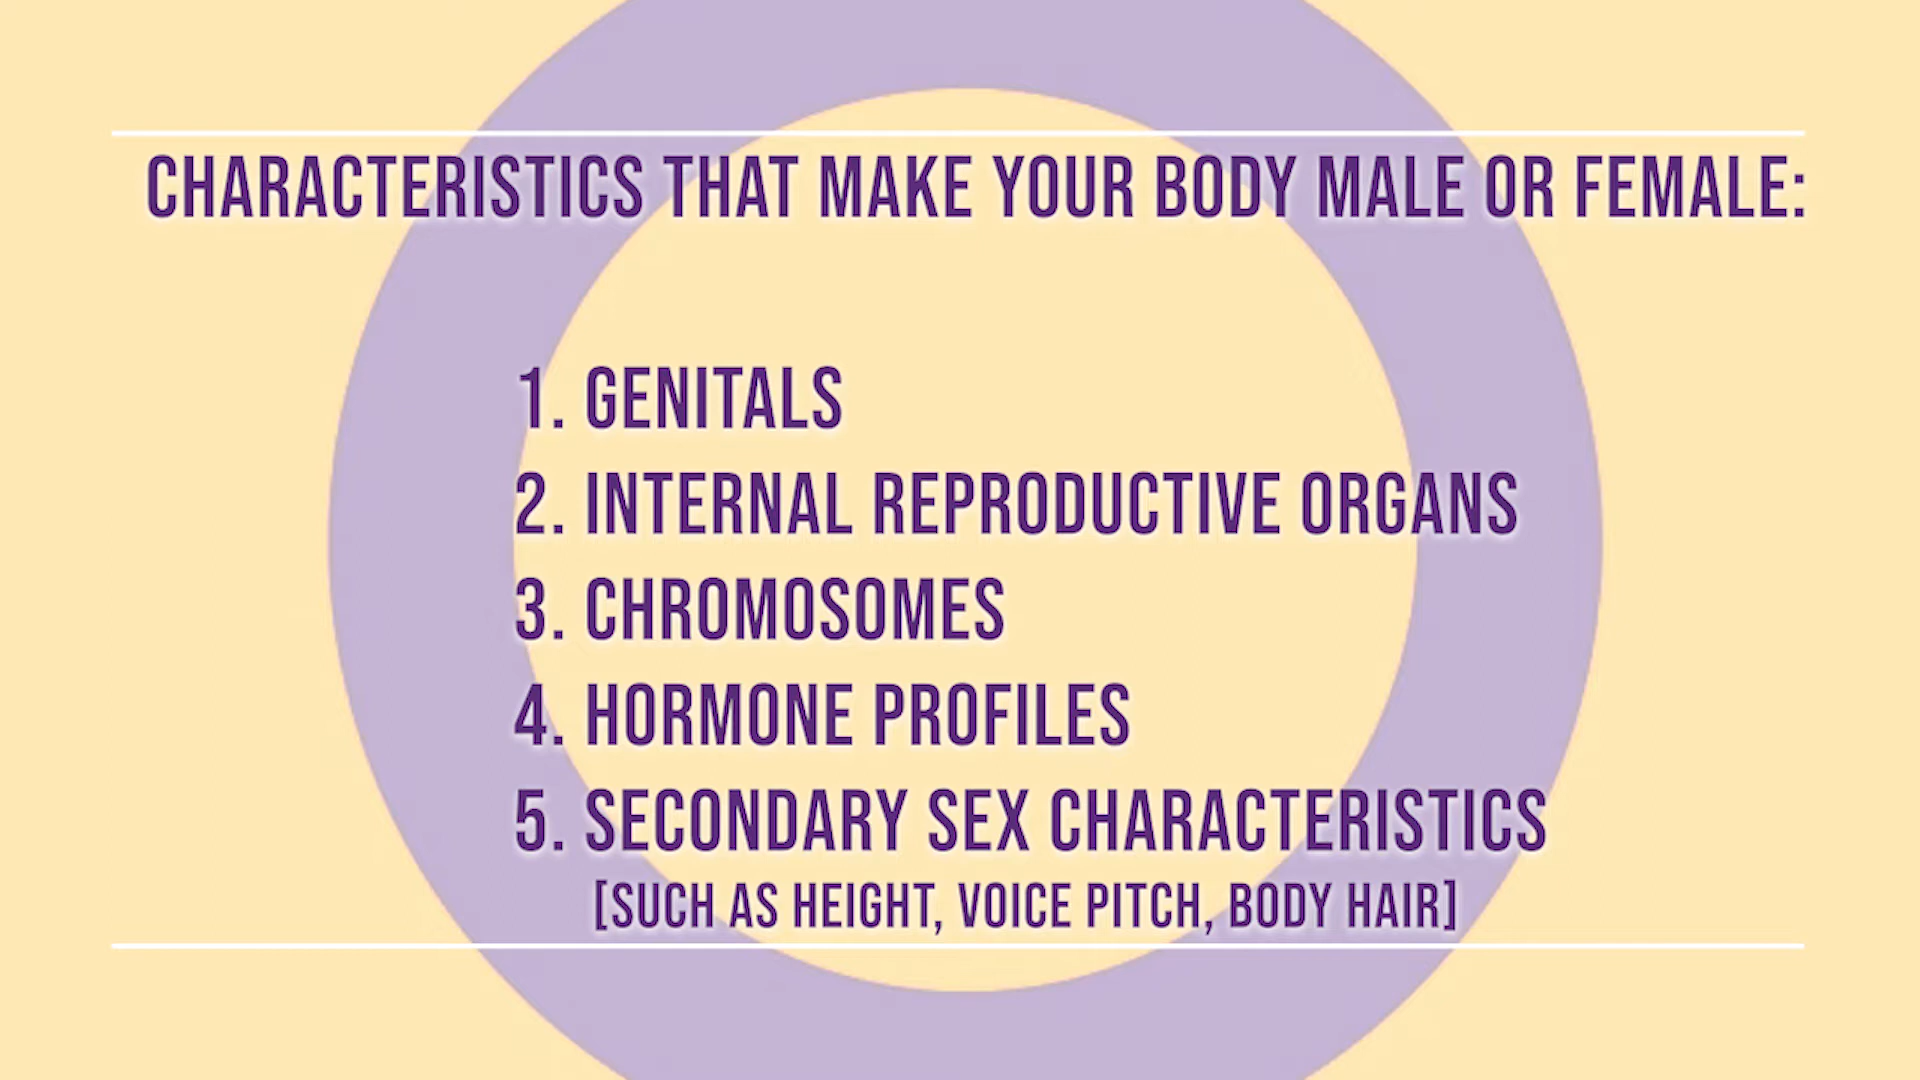 CHARACTERISTICS THAT MAKE YOUR BODY MALE OR FEMALE:
1. GENITALS
2. INTERNAL REPRODUCTIVE ORGANS
3. CHROMOSOMES
4. HORMONE PROFILES
5. SECONDARY SEX CHARACTERISTICS
[SUCH AS HEIGHT, VOICE PITCH, BODY HAIR]